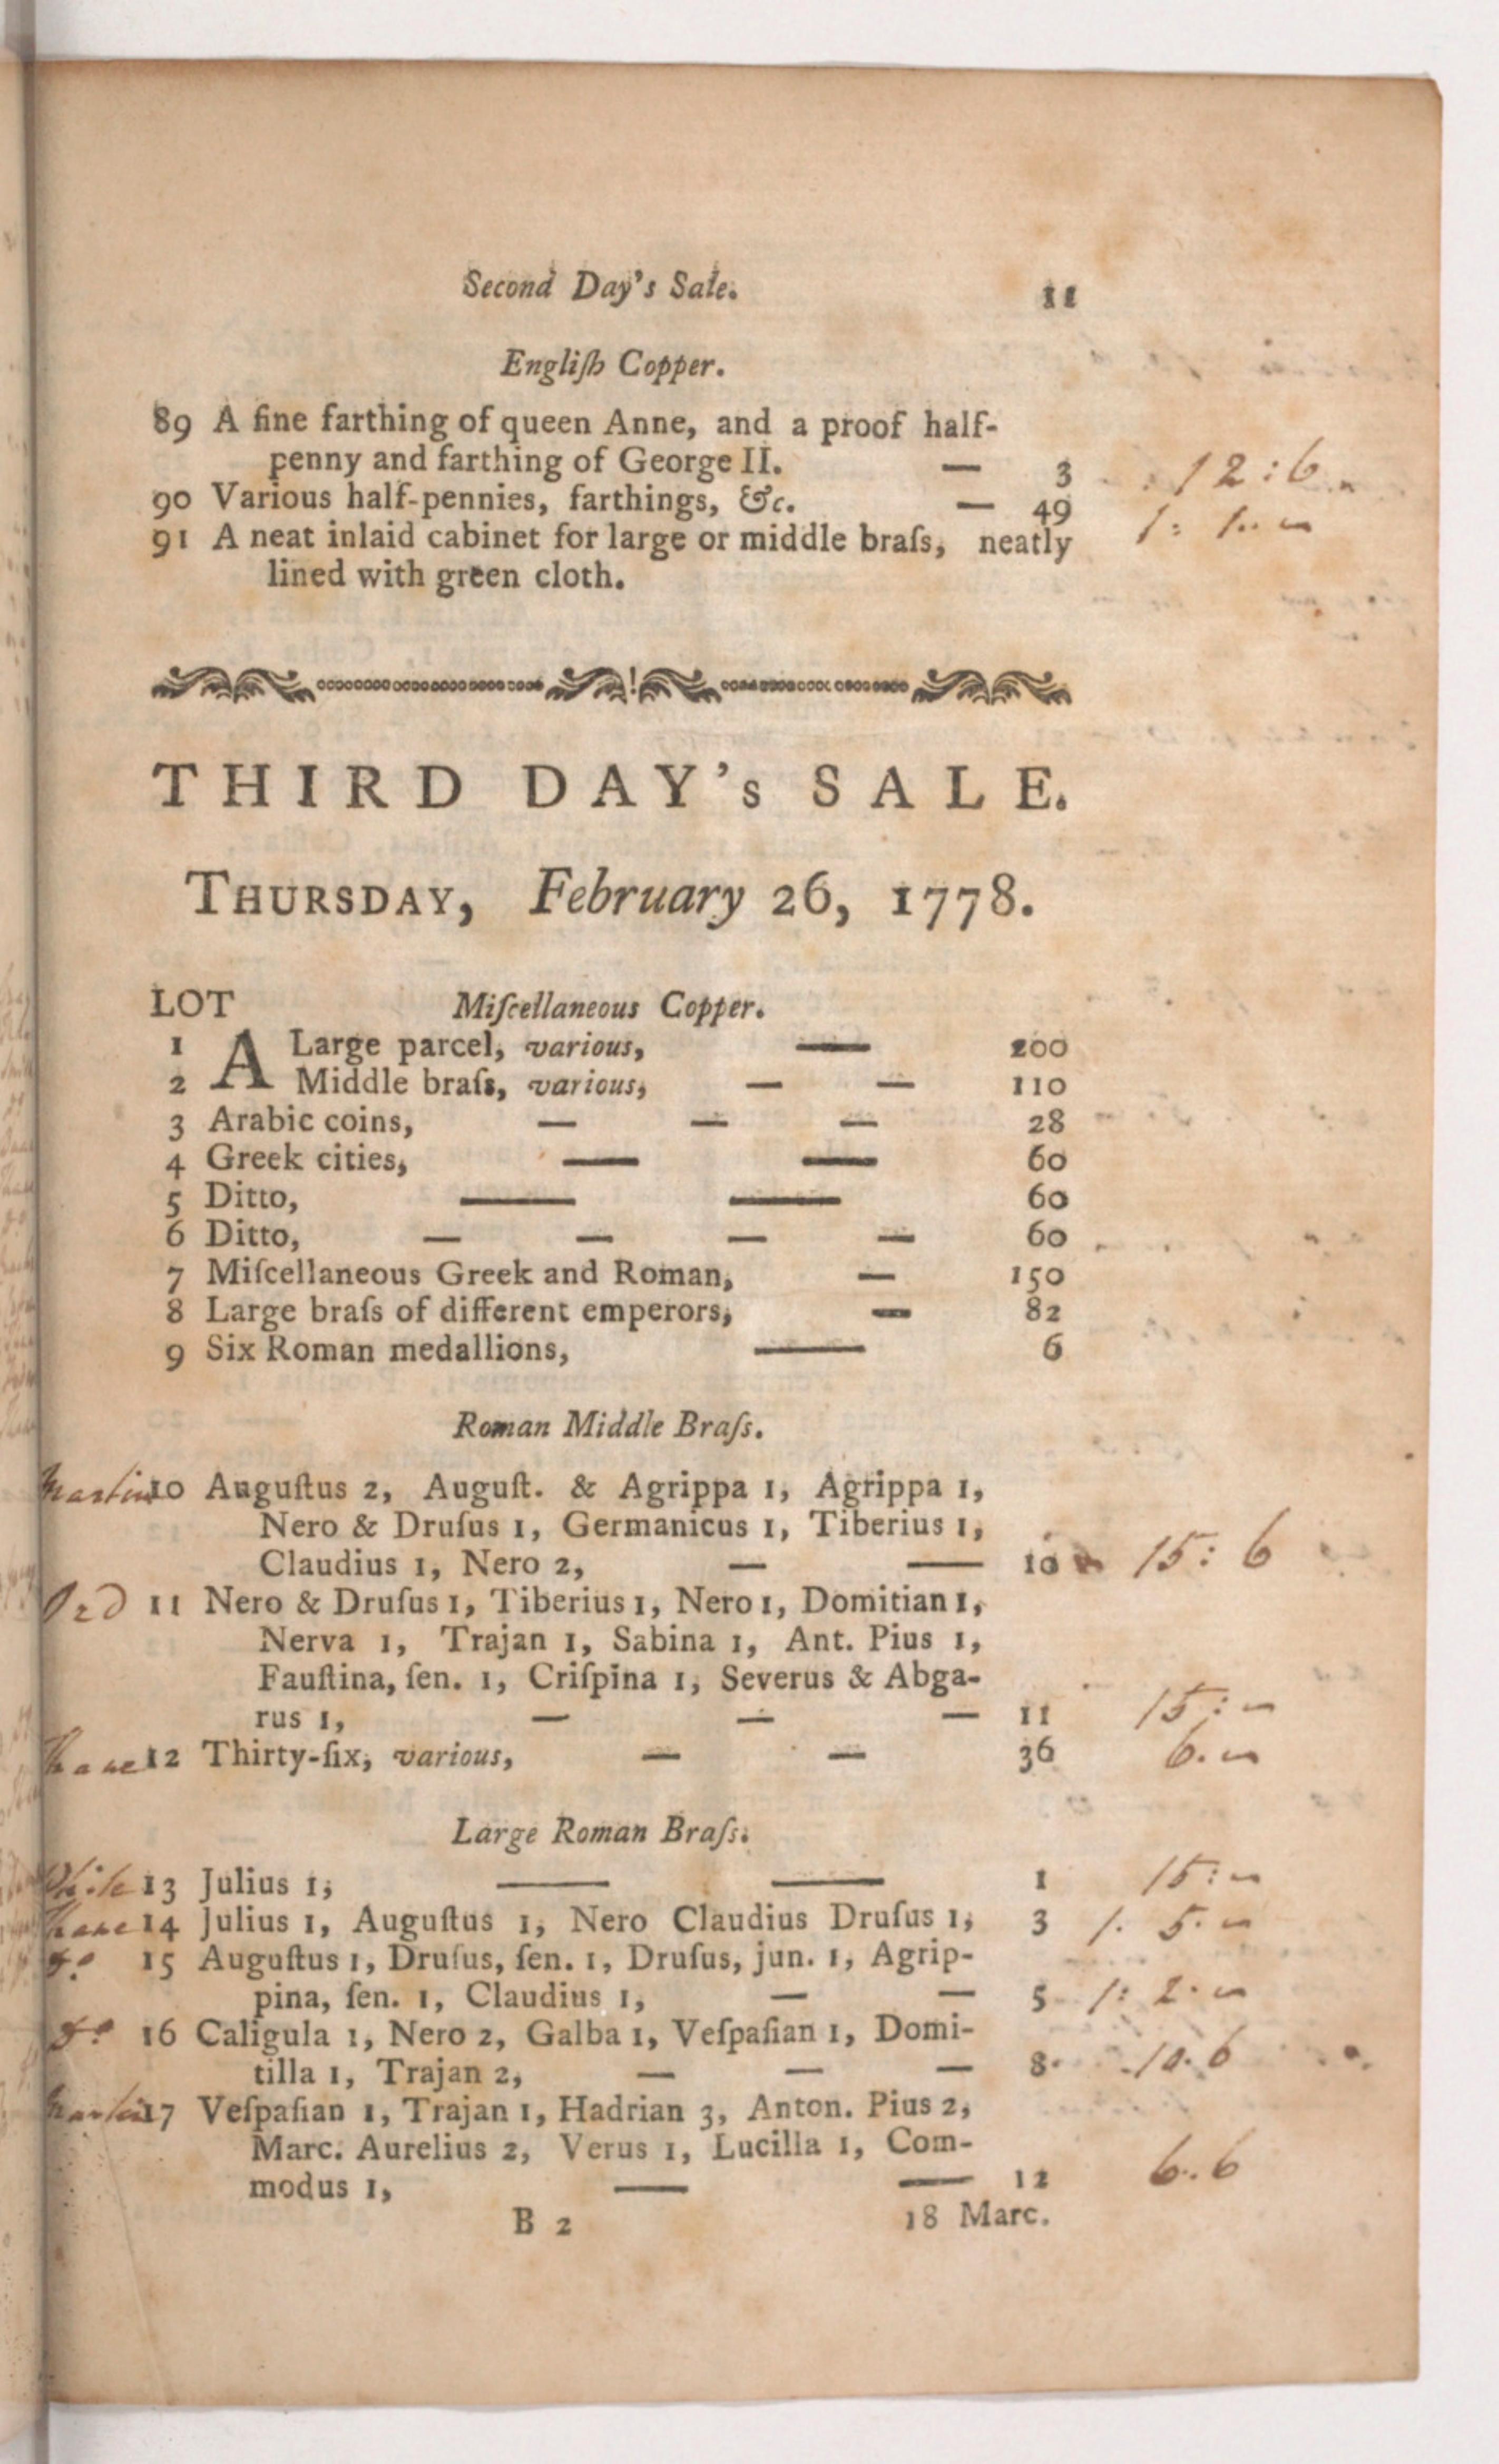 Second Day's Sale. 11
Engliſh Copper.
89 A fine farthing of queen Anne, and a proof half-
penny and farthing of George II. — 3 12:6
90 Various half-pennies, farthings, &c. — 49 1: 1..
91 A neat inlaid cabinet for large or middle braſs, neatly
lined with green cloth.
THIRD DAY's SALE.
THURSDAY, February 26, 1778.
LOT Miſcellaneous Copper.
1 A Large parcel, various, — 200
2 Middle braſs, various, — — 110
3 Arabic coins, — — — 28
4 Greek cities, — — 60
5 Ditto, — — 60
6 Ditto, — — — — 60
7 Miſcellaneous Greek and Roman, — 150
8 Large braſs of different emperors, — 82
9 Six Roman medallions, — 6
Roman Middle Braſs.
Martin 10 Auguſtus 2, Auguſt. & Agrippa 1, Agrippa 1,
Nero & Druſus 1, Germanicus 1, Tiberius 1,
Claudius 1, Nero 2, — — 10 15:6
Ord 11 Nero & Druſus 1, Tiberius 1, Nero 1, Domitian 1,
Nerva 1, Trajan 1, Sabina 1, Ant. Pius 1,
Fauſtina, ſen. 1, Criſpina 1, Severus & Abga-
rus 1, — — — 11 15:-
12 Thirty-ſix, various, — — 36 6.-
Large Roman Braſs.
13 Julius 1, — — 1 15:-
14 Julius 1, Auguſtus 1, Nero Claudius Druſus 1, 3 1. 5.-
15 Auguſtus 1, Druſus, ſen. 1, Druſus, jun. 1, Agrip-
pina, ſen. 1, Claudius 1, — — 5 1: 2.-
16 Caligula 1, Nero 2, Galba 1, Veſpaſian 1, Domi-
tilla 1, Trajan 2, — — — 8 10.6
Martin 17 Veſpaſian 1, Trajan 1, Hadrian 3, Anton. Pius 2,
Marc. Aurelius 2, Verus 1, Lucilla 1, Com-
modus 1, — — 12 6.6
B 2 18 Marc.